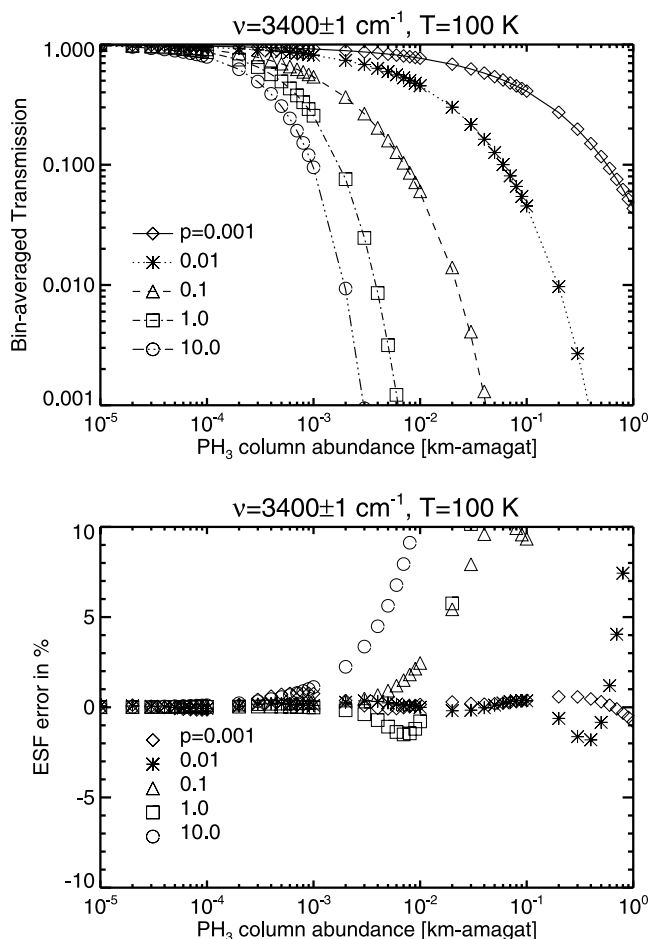 ν=3400±1 cm⁻¹, T=100 K
Bin-averaged Transmission
1.000
0.100
0.010
0.001
p=0.001
0.01
0.1
1.0
10.0
10⁻⁵ 10⁻⁴ 10⁻³ 10⁻² 10⁻¹ 10⁰
PH₃ column abundance [km-amagat]
ν=3400±1 cm⁻¹, T=100 K
ESF error in %
10
5
0
-5
-10
p=0.001
0.01
0.1
1.0
10.0
10⁻⁵ 10⁻⁴ 10⁻³ 10⁻² 10⁻¹ 10⁰
PH₃ column abundance [km-amagat]